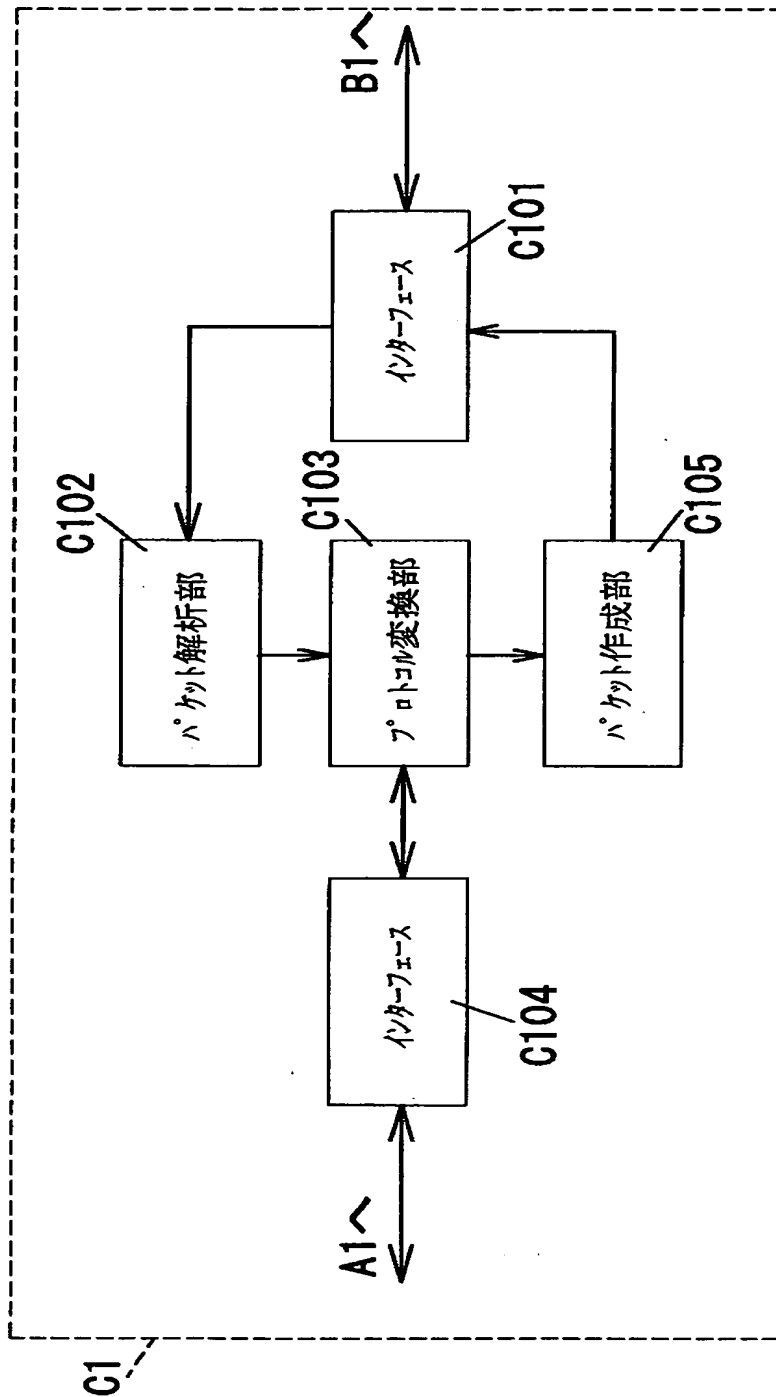 C1
A1へ
インターフェース
C104
パケット解析部
C102
プロトコル変換部
C103
パケット作成部
C105
インターフェース
C101
B1へ